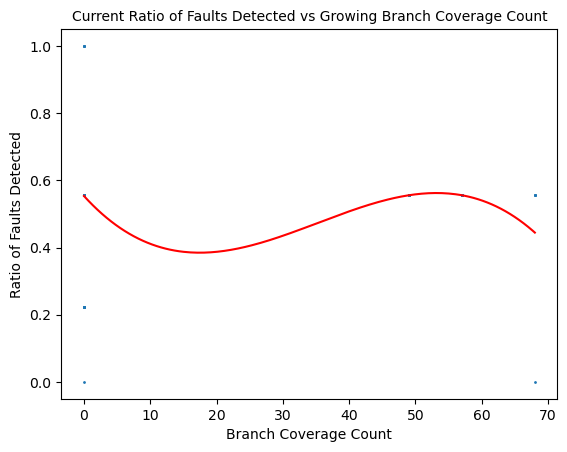 Current Ratio of Faults Detected vs Growing Branch Coverage Count
1.0
0.8
0.6
0.4
0.2
0.0
Ratio of Faults Detected
0 10 20 30 40 50 60 70
Branch Coverage Count